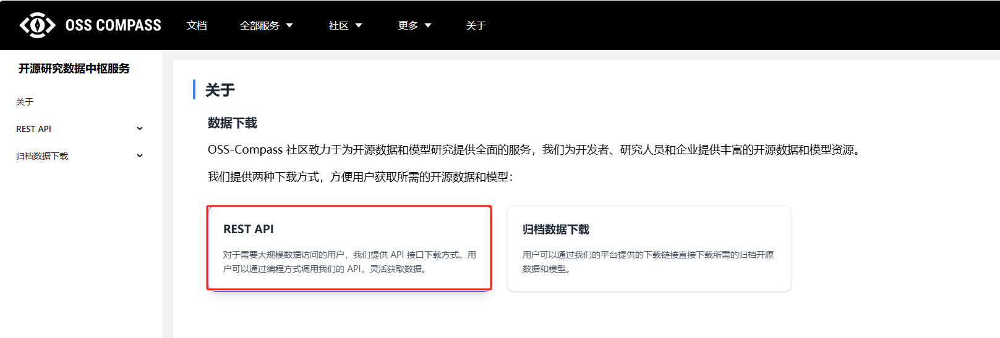 OSS COMPASS 文档 全部服务 社区 更多 关于
开源研究数据中枢服务
关于
REST API
归档数据下载
关于
数据下载
OSS-Compass 社区致力于为开源数据和模型研究提供全面的服务，我们为开发者、研究人员和企业提供丰富的开源数据和模型资源。
我们提供两种下载方式，方便用户获取所需的开源数据和模型：
REST API
对于需要大规模数据访问的用户，我们提供 API 接口下载方式。用
户可以通过编程方式调用我们的 API，灵活获取数据。
归档数据下载
用户可以通过我们的平台提供的下载链接直接下载所需的归档开源
数据和模型。